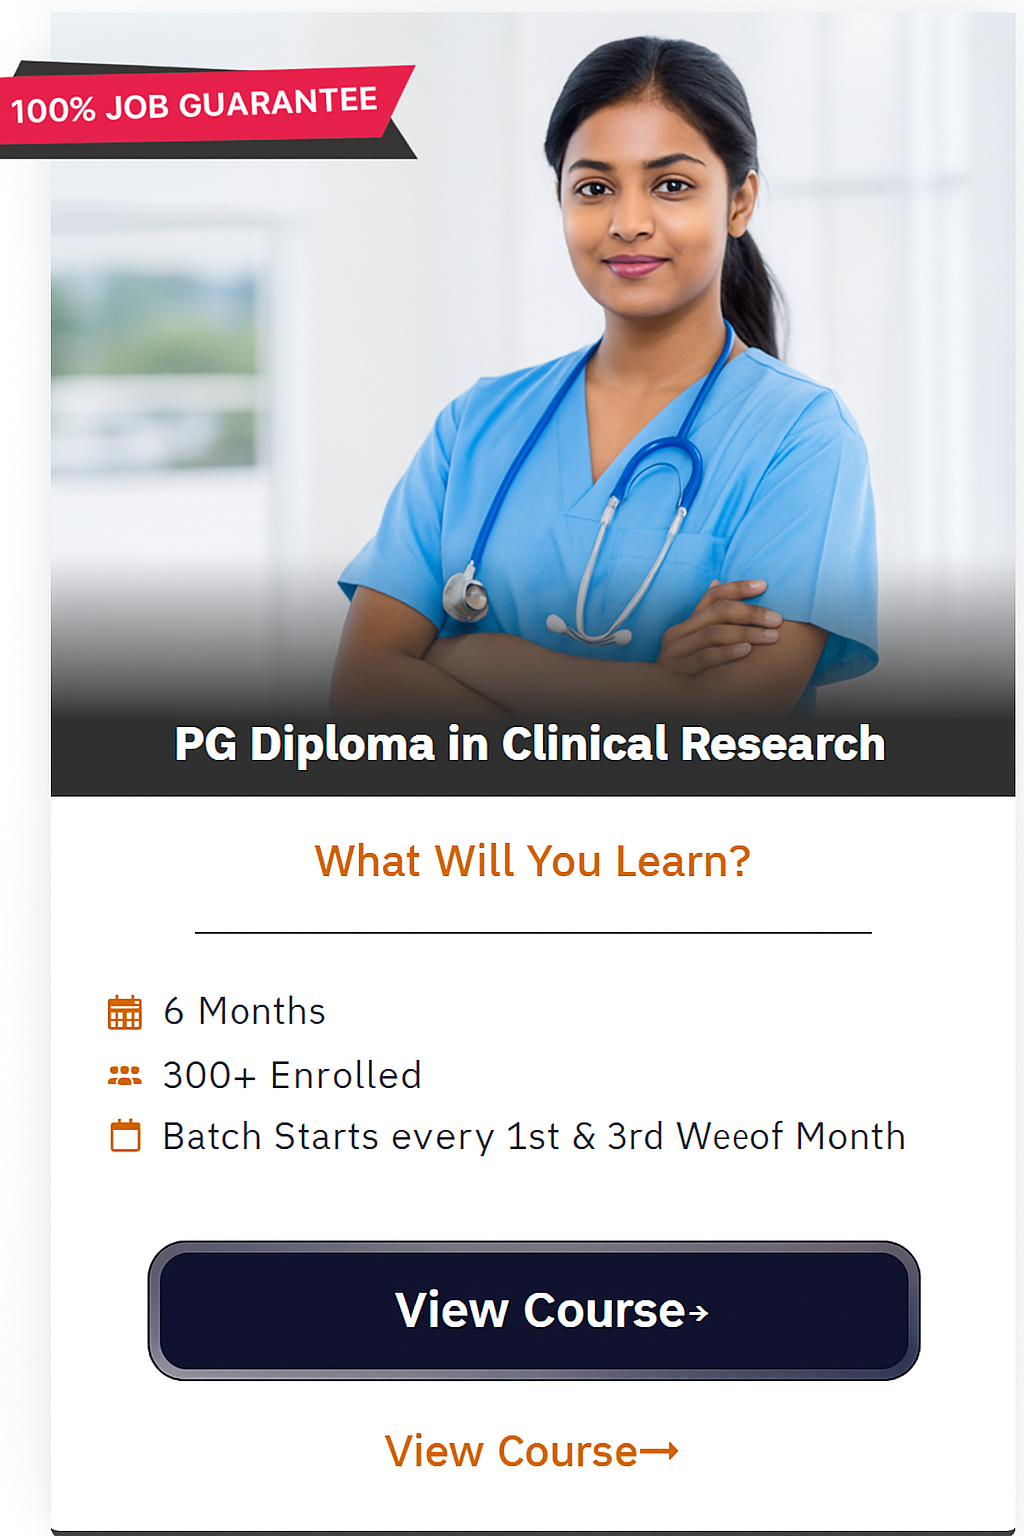 100% JOB GUARANTEE
PG Diploma in Clinical Research
What Will You Learn?
6 Months
300+ Enrolled
Batch Starts every 1st & 3rd Weeof Month
View Course→
View Course→